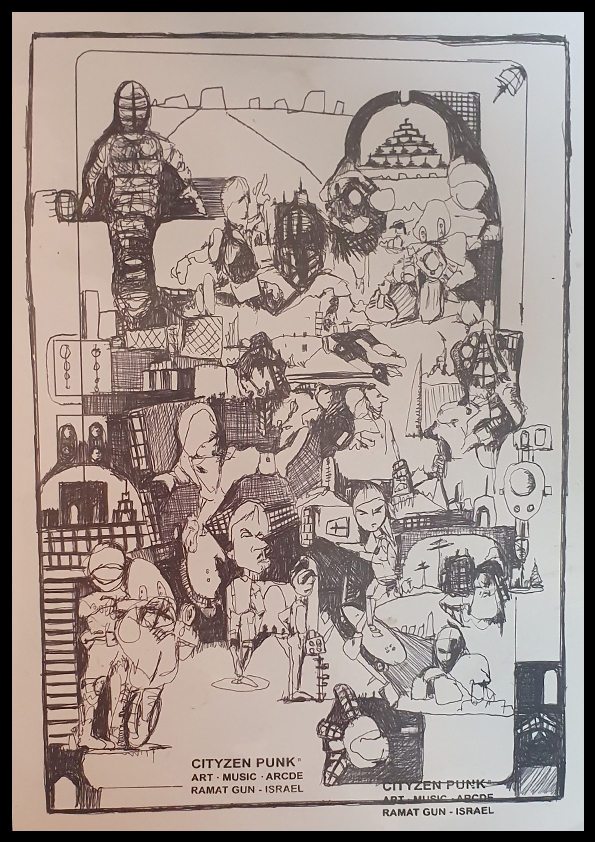 CITYZEN PUNK®
ART · MUSIC · ARCDE
RAMAT GUN - ISRAEL
CITYZEN PUNK®
ART · MUSIC · ARCDE
RAMAT GUN - ISRAEL